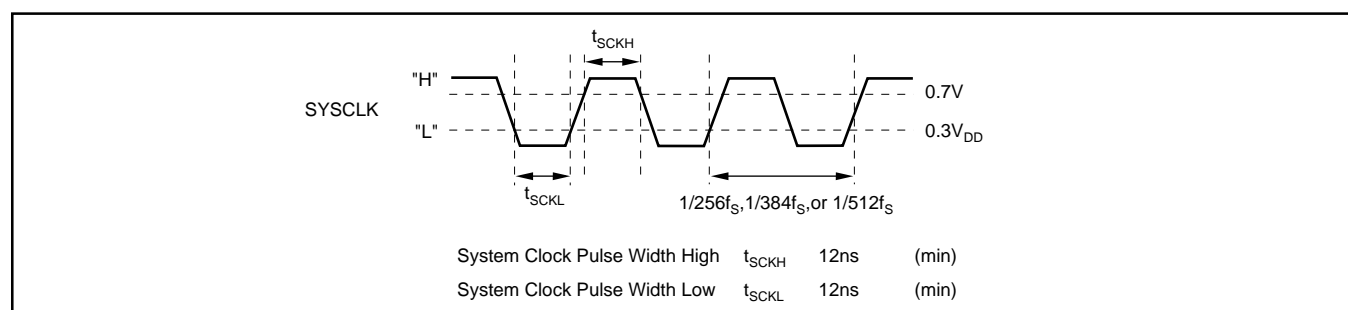 tSCKH
"H"
0.7V
SYSCLK
"L"
0.3VDD
tSCKL
1/256fS,1/384fS,or 1/512fS
System Clock Pulse Width High tSCKH 12ns (min)
System Clock Pulse Width Low tSCKL 12ns (min)